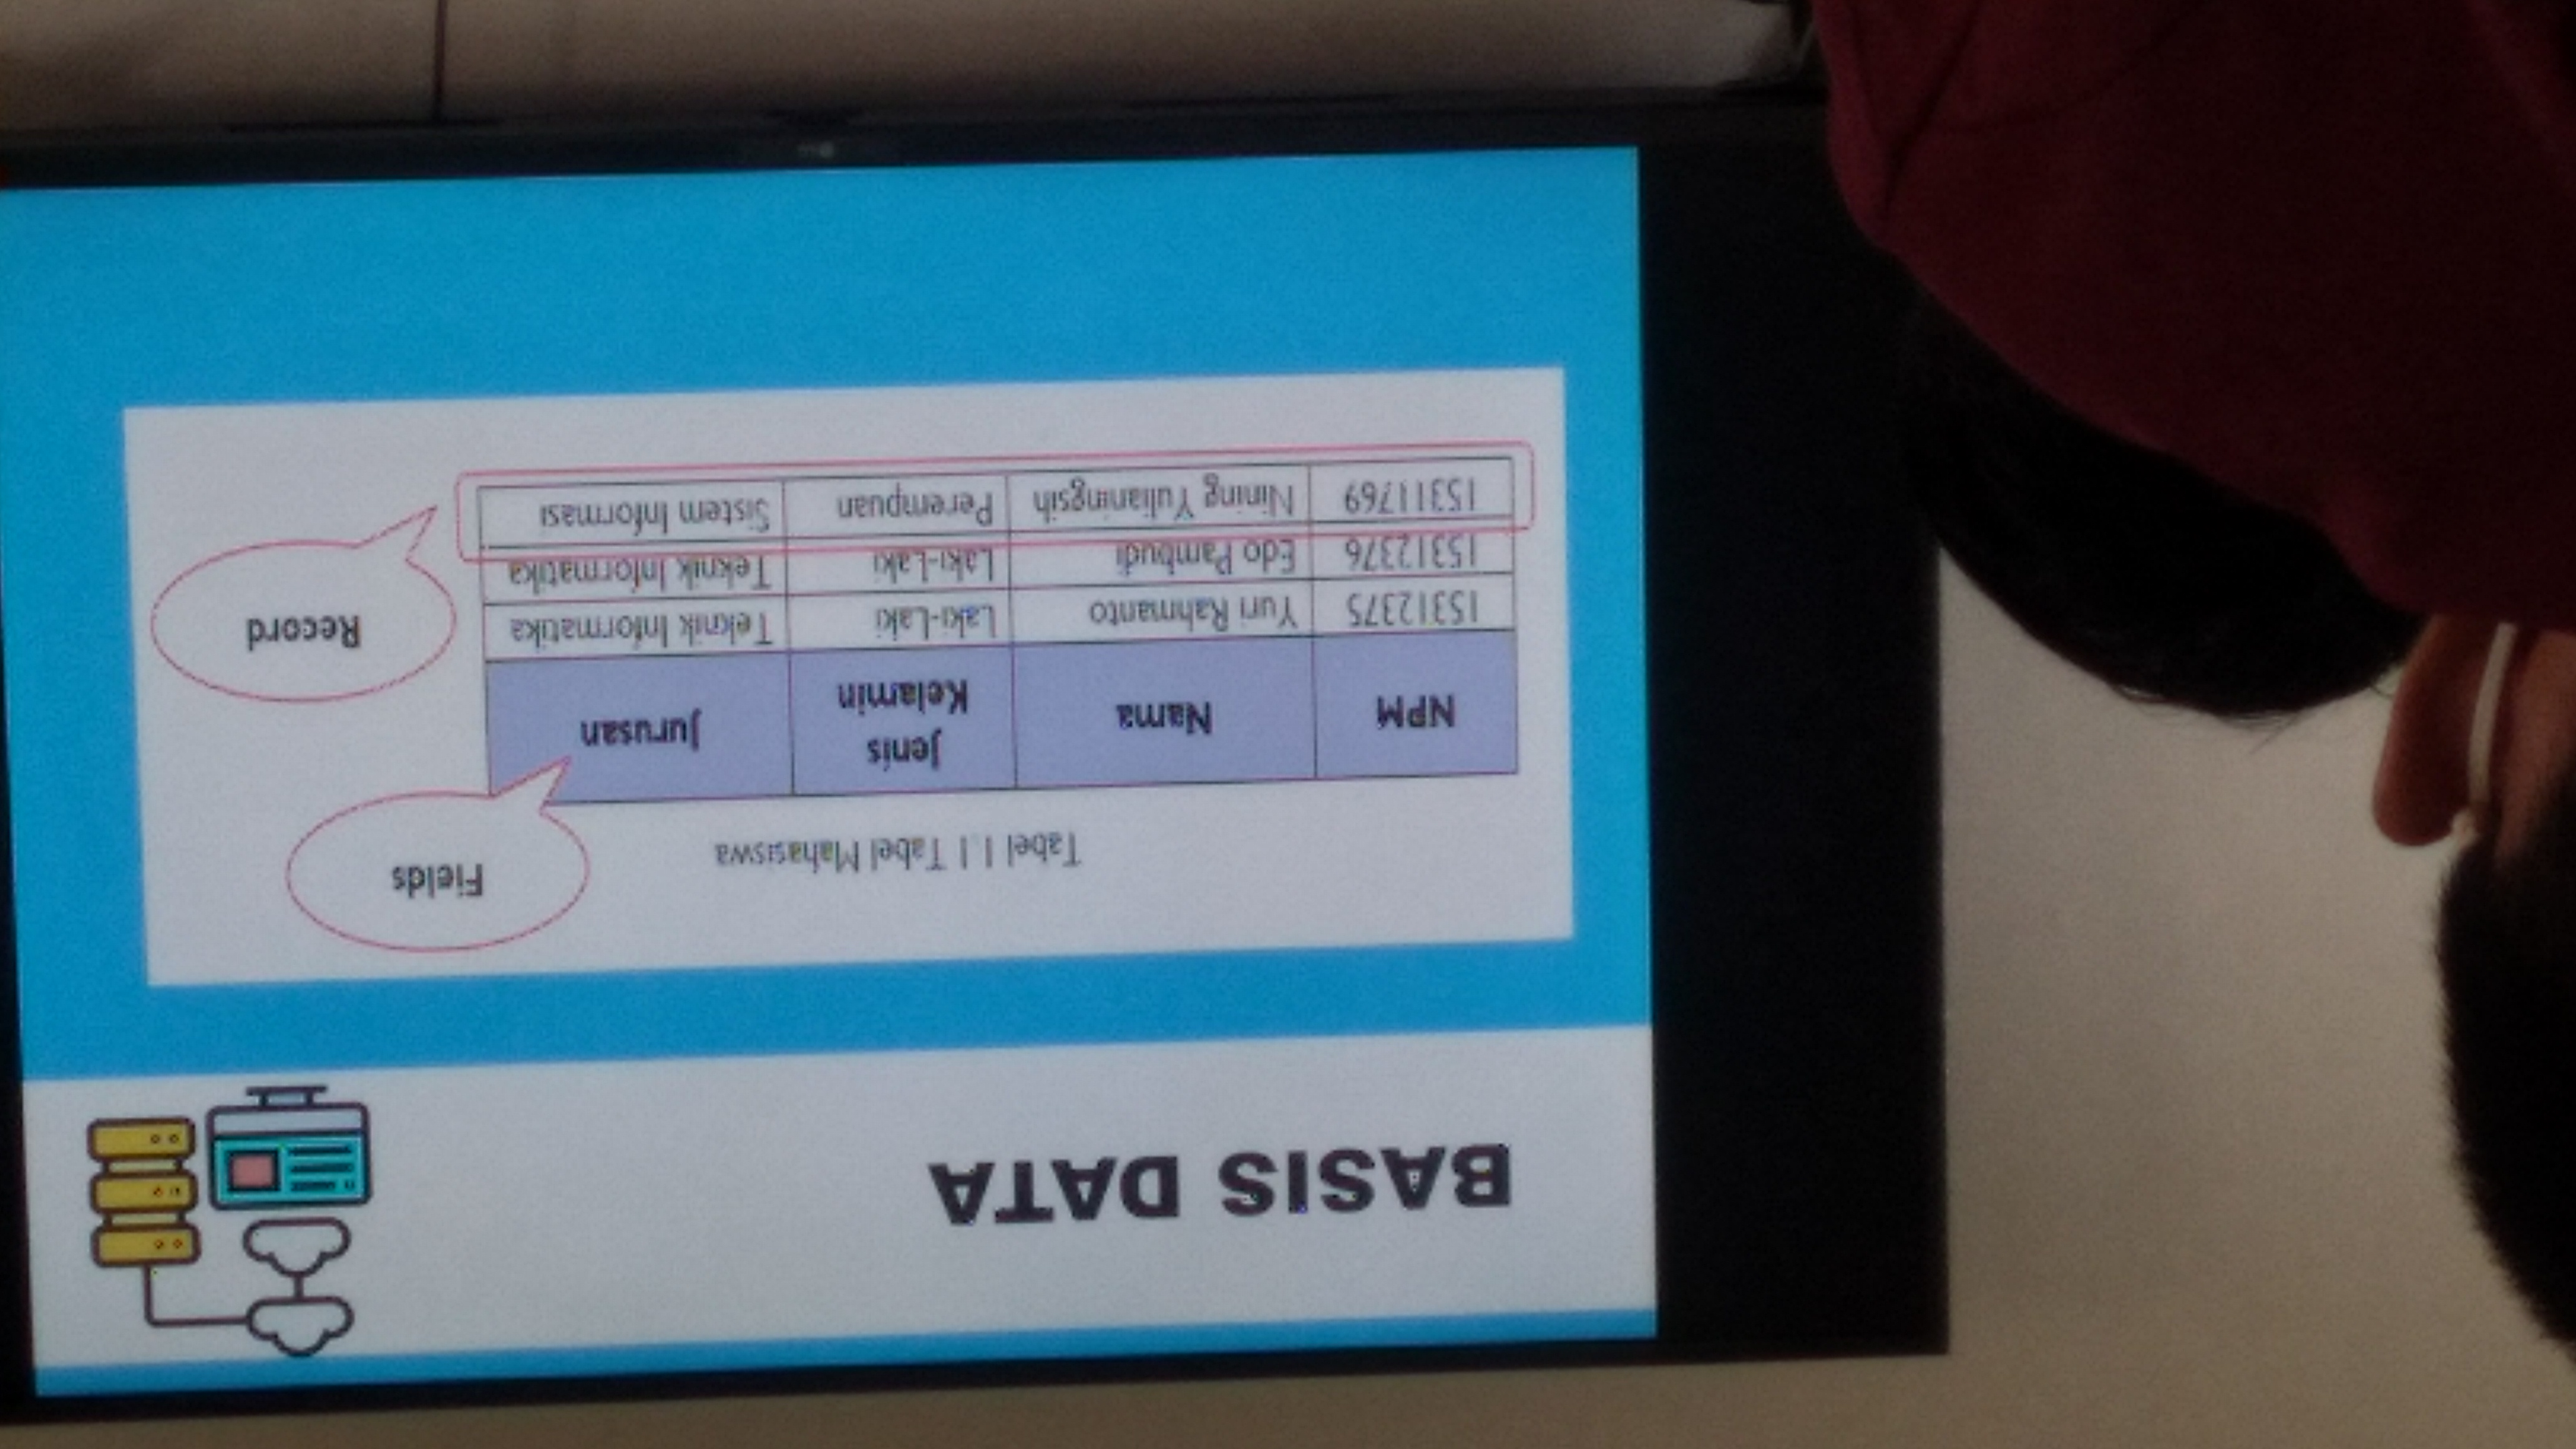 BASIS DATA
Fields
Tabel 1.1 Tabel Mahasiswa
NPM Nama Jenis Kelamin Jurusan
15312375 Yuri Rahmanto Laki-Laki Teknik Informatika
Record
15312376 Edo Pambudi Laki-Laki Teknik Informatika
15311769 Nining Yulianingsih Perempuan Sistem Informasi